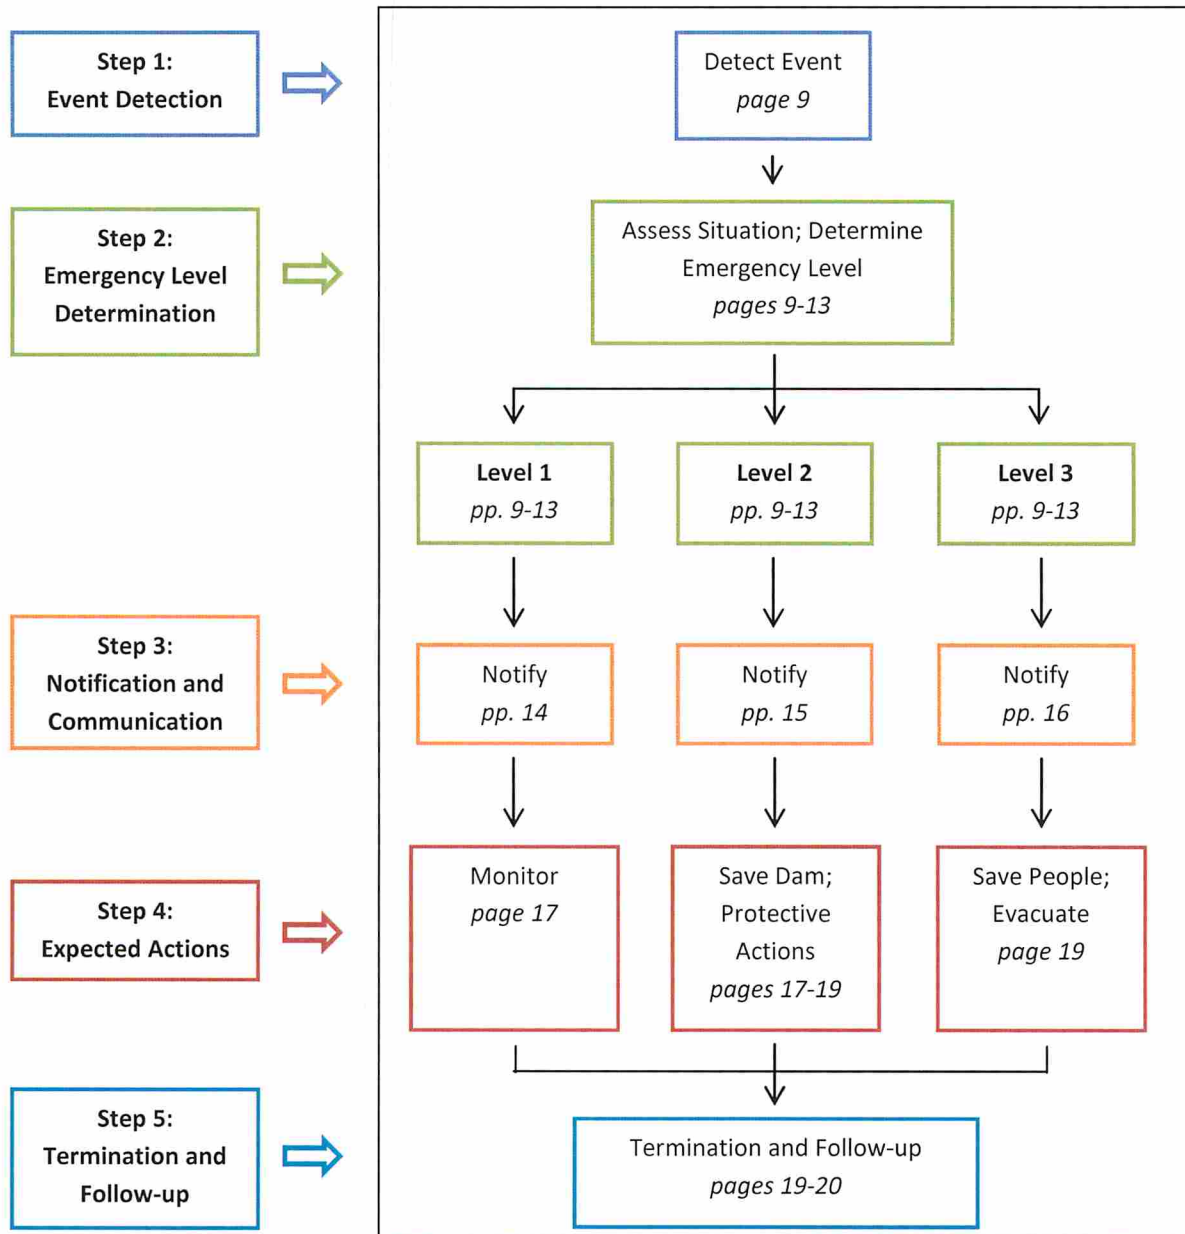 Step 1:
Event Detection
Detect Event
page 9
Step 2:
Emergency Level
Determination
Assess Situation; Determine
Emergency Level
pages 9-13
Level 1
pp. 9-13
Level 2
pp. 9-13
Level 3
pp. 9-13
Step 3:
Notification and
Communication
Notify
pp. 14
Notify
pp. 15
Notify
pp. 16
Step 4:
Expected Actions
Monitor
page 17
Save Dam;
Protective
Actions
pages 17-19
Save People;
Evacuate
page 19
Step 5:
Termination and
Follow-up
Termination and Follow-up
pages 19-20